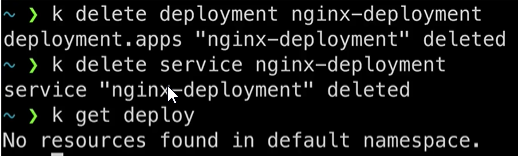 ~ ❯ k delete deployment nginx-deployment
deployment.apps "nginx-deployment" deleted
~ ❯ k delete service nginx-deployment
service "nginx-deployment" deleted
~ ❯ k get deploy
No resources found in default namespace.